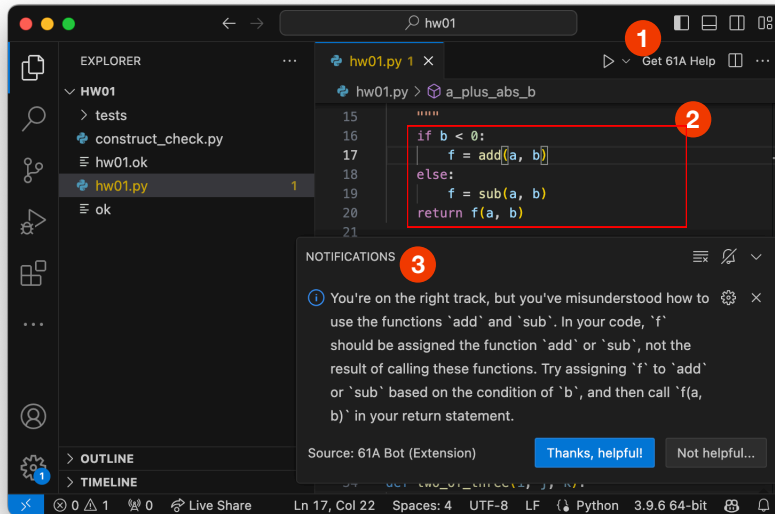 hw01
EXPLORER
···
hw01.py 1
1
Get 61A Help
···
HW01
hw01.py > a_plus_abs_b
tests
15 """
2
construct_check.py
16 if b < 0:
hw01.ok
17 f = add(a, b)
hw01.py 1
18 else:
ok
19 f = sub(a, b)
20 return f(a, b)
21
NOTIFICATIONS
3
You're on the right track, but you've misunderstood how to
use the functions `add` and `sub`. In your code, `f`
should be assigned the function `add` or `sub`, not the
result of calling these functions. Try assigning `f` to `add`
or `sub` based on the condition of `b`, and then call `f(a,
b)` in your return statement.
Source: 61A Bot (Extension)
Thanks, helpful!
Not helpful...
OUTLINE
1
TIMELINE
0 1 0 Live Share Ln 17, Col 22 Spaces: 4 UTF-8 LF Python 3.9.6 64-bit